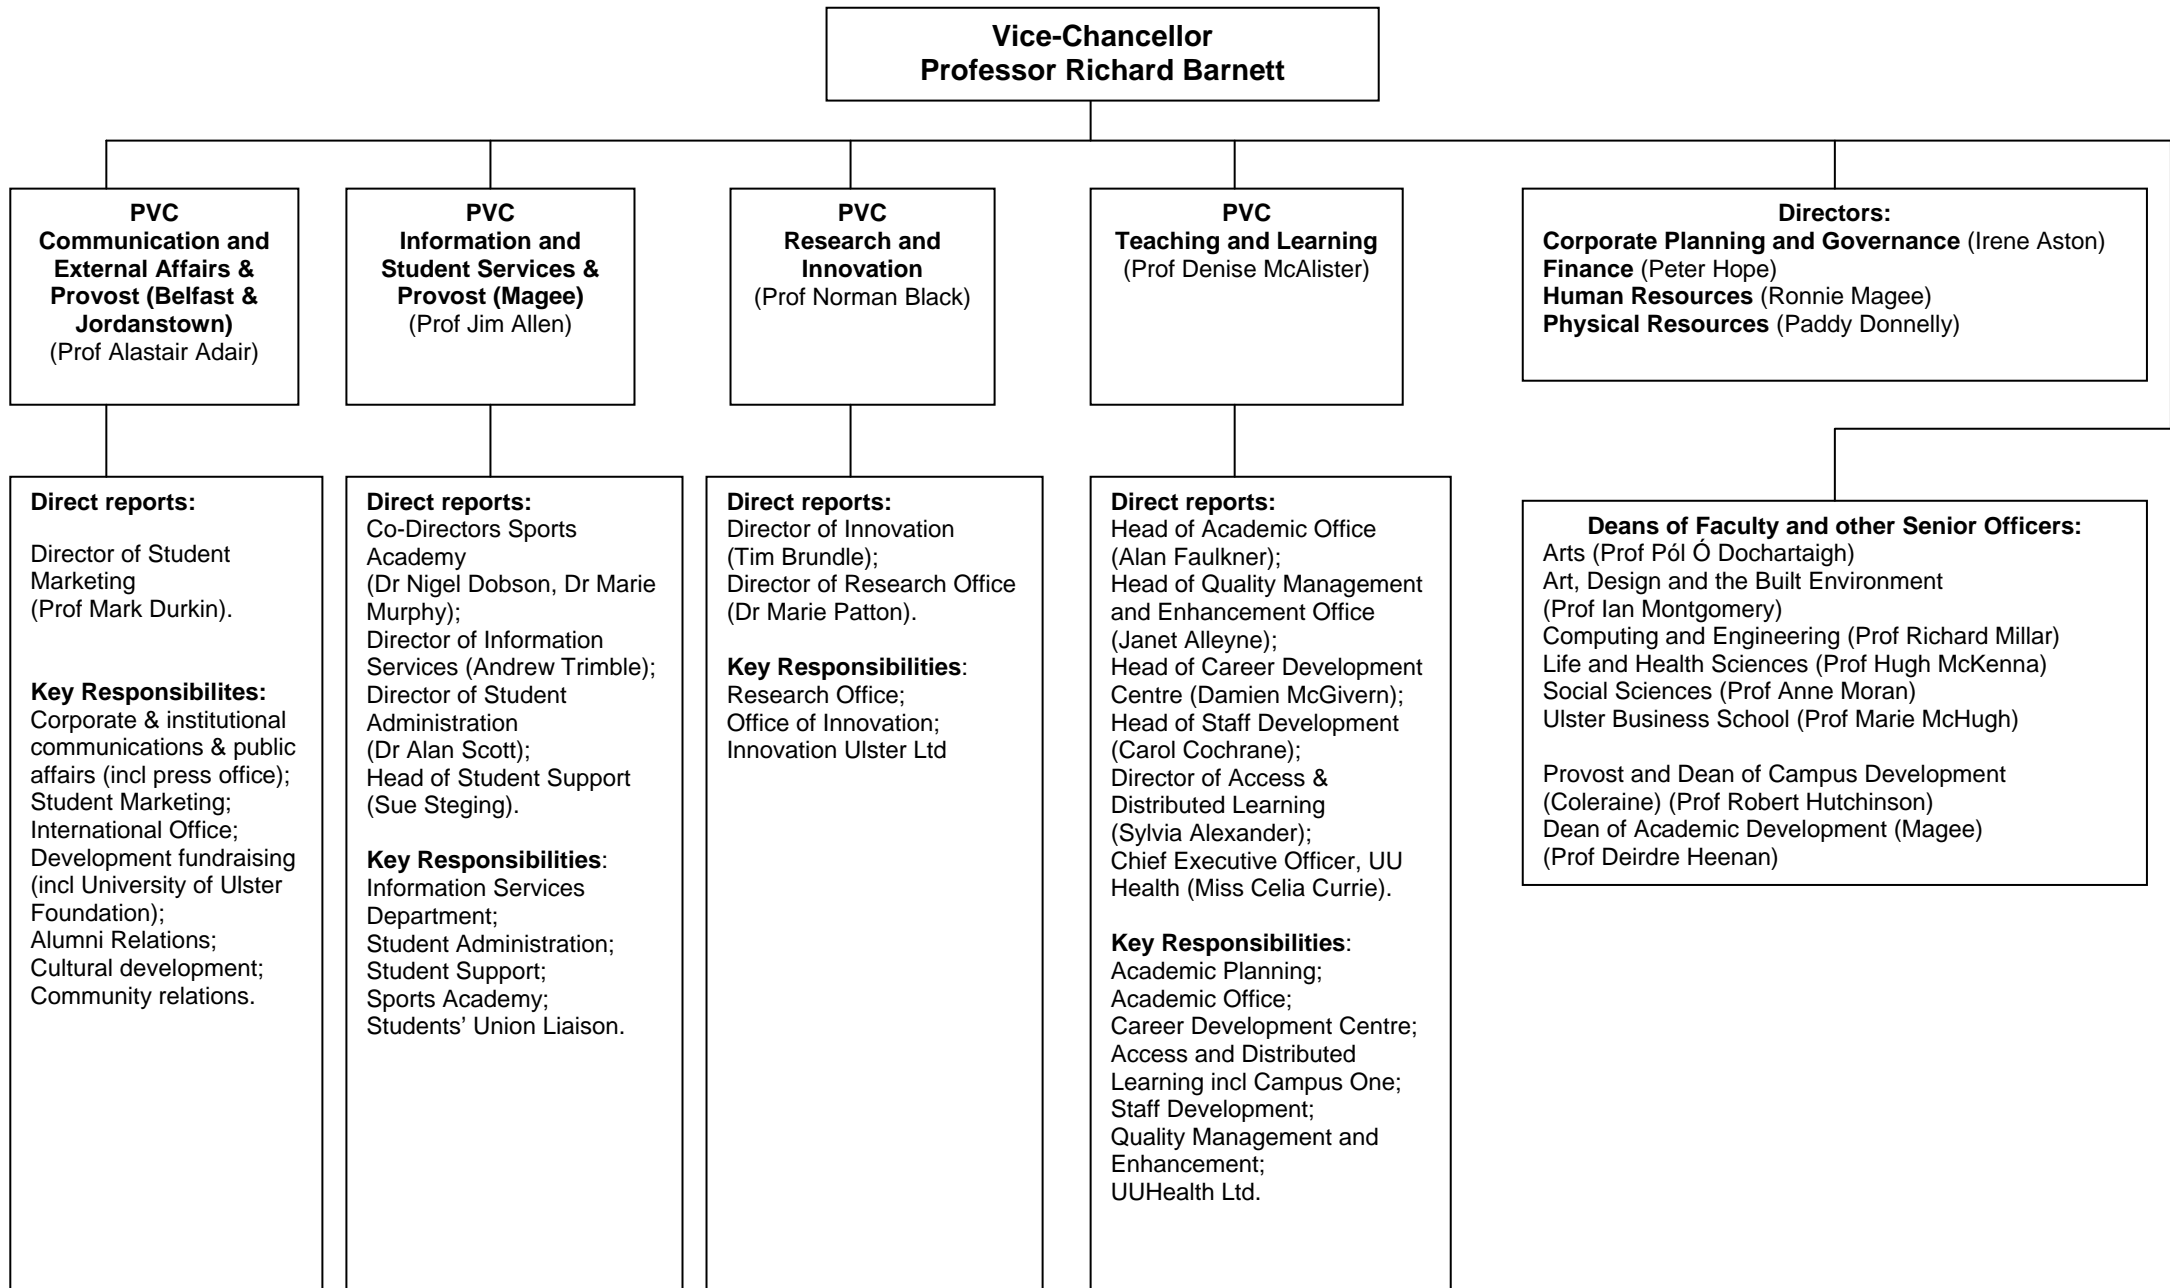 Vice-Chancellor
Professor Richard Barnett
PVC
Communication and
External Affairs &
Provost (Belfast &
Jordanstown)
(Prof Alastair Adair)
PVC
Information and
Student Services &
Provost (Magee)
(Prof Jim Allen)
PVC
Research and
Innovation
(Prof Norman Black)
PVC
Teaching and Learning
(Prof Denise McAlister)
Directors:
Corporate Planning and Governance (Irene Aston)
Finance (Peter Hope)
Human Resources (Ronnie Magee)
Physical Resources (Paddy Donnelly)
Direct reports:
Director of Student
Marketing
(Prof Mark Durkin).
Key Responsibilites:
Corporate & institutional
communications & public
affairs (incl press office);
Student Marketing;
International Office;
Development fundraising
(incl University of Ulster
Foundation);
Alumni Relations;
Cultural development;
Community relations.
Direct reports:
Co-Directors Sports
Academy
(Dr Nigel Dobson, Dr Marie
Murphy);
Director of Information
Services (Andrew Trimble);
Director of Student
Administration
(Dr Alan Scott);
Head of Student Support
(Sue Steging).
Key Responsibilities:
Information Services
Department;
Student Administration;
Student Support;
Sports Academy;
Students’ Union Liaison.
Direct reports:
Director of Innovation
(Tim Brundle);
Director of Research Office
(Dr Marie Patton).
Key Responsibilities:
Research Office;
Office of Innovation;
Innovation Ulster Ltd
Direct reports:
Head of Academic Office
(Alan Faulkner);
Head of Quality Management
and Enhancement Office
(Janet Alleyne);
Head of Career Development
Centre (Damien McGivern);
Head of Staff Development
(Carol Cochrane);
Director of Access &
Distributed Learning
(Sylvia Alexander);
Chief Executive Officer, UU
Health (Miss Celia Currie).
Key Responsibilities:
Academic Planning;
Academic Office;
Career Development Centre;
Access and Distributed
Learning incl Campus One;
Staff Development;
Quality Management and
Enhancement;
UUHealth Ltd.
Deans of Faculty and other Senior Officers:
Arts (Prof Pól Ó Dochartaigh)
Art, Design and the Built Environment
(Prof Ian Montgomery)
Computing and Engineering (Prof Richard Millar)
Life and Health Sciences (Prof Hugh McKenna)
Social Sciences (Prof Anne Moran)
Ulster Business School (Prof Marie McHugh)
Provost and Dean of Campus Development
(Coleraine) (Prof Robert Hutchinson)
Dean of Academic Development (Magee)
(Prof Deirdre Heenan)